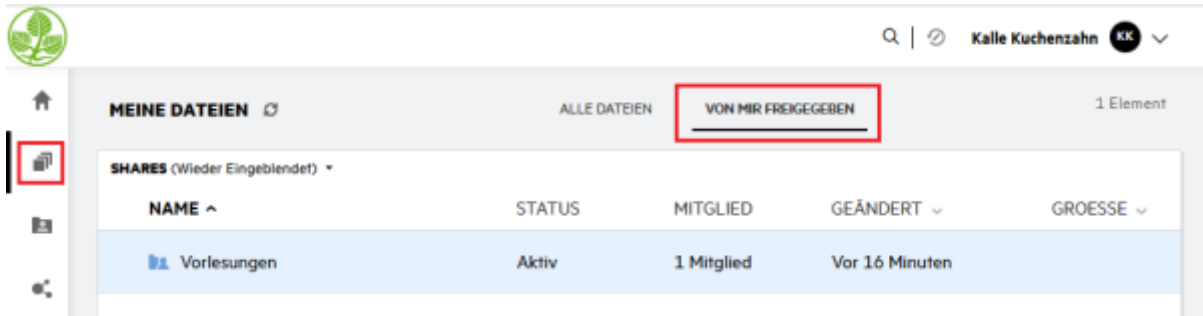 Kalle Kuchenzahn KK
MEINE DATEIEN ALLE DATEIEN VON MIR FREIGEGEBEN 1 Element
SHARES (Wieder Eingeblendet)
NAME STATUS MITGLIED GEÄNDERT GROESSE
Vorlesungen Aktiv 1 Mitglied Vor 16 Minuten